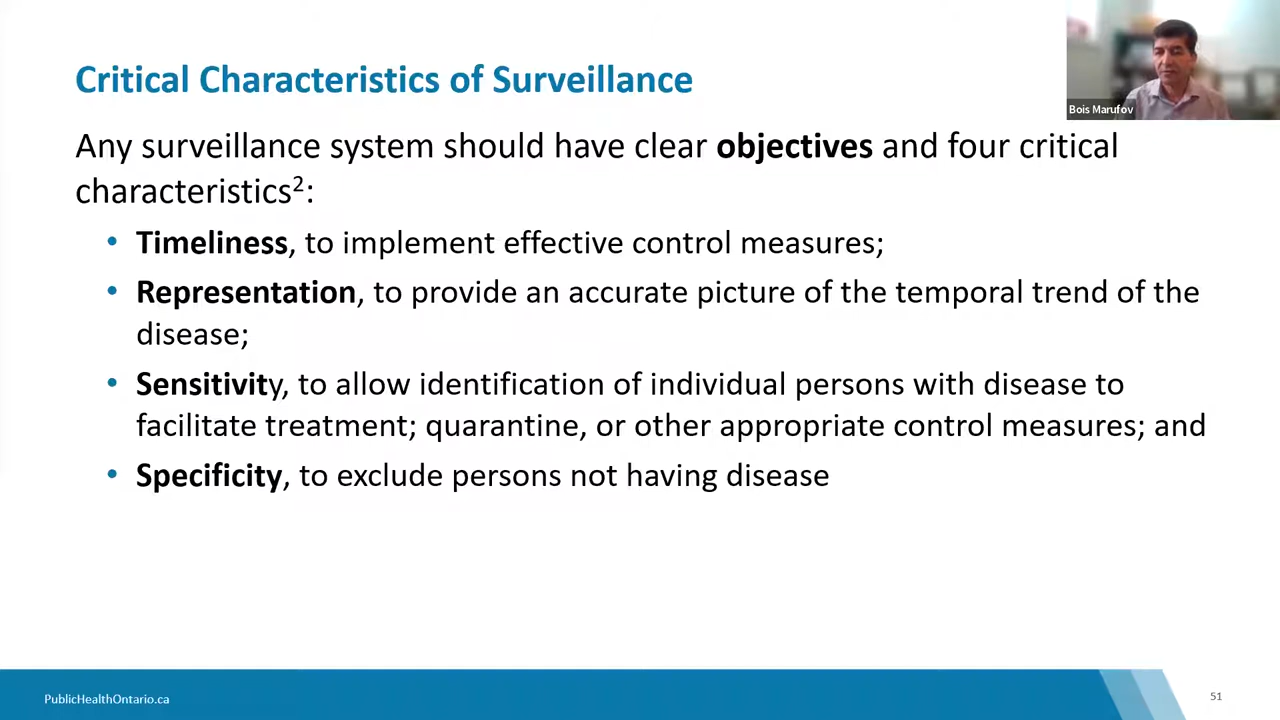 Critical Characteristics of Surveillance
Bois Marufov
Any surveillance system should have clear objectives and four critical
characteristics2:
• Timeliness, to implement effective control measures;
• Representation, to provide an accurate picture of the temporal trend of the
disease;
• Sensitivity, to allow identification of individual persons with disease to
facilitate treatment; quarantine, or other appropriate control measures; and
• Specificity, to exclude persons not having disease
PublicHealthOntario.ca
51